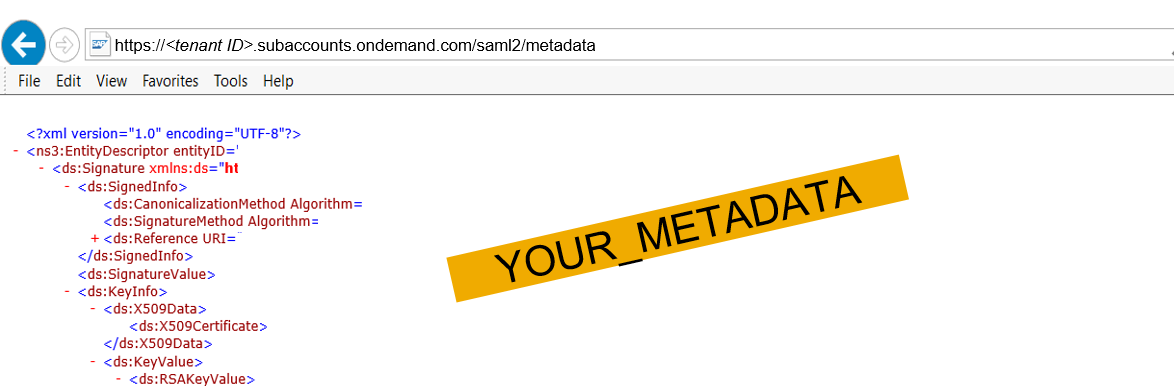 https://<tenant ID>.subaccounts.ondemand.com/saml2/metadata
File Edit View Favorites Tools Help
<?xml version="1.0" encoding="UTF-8"?>
- <ns3:EntityDescriptor entityID='
- <ds:Signature xmlns:ds="ht
- <ds:SignedInfo>
<ds:CanonicalizationMethod Algorithm=
<ds:SignatureMethod Algorithm=
+ <ds:Reference URI="
</ds:SignedInfo>
<ds:SignatureValue>
- <ds:KeyInfo>
- <ds:X509Data>
<ds:X509Certificate>
</ds:X509Data>
- <ds:KeyValue>
- <ds:RSAKeyValue>
YOUR_METADATA